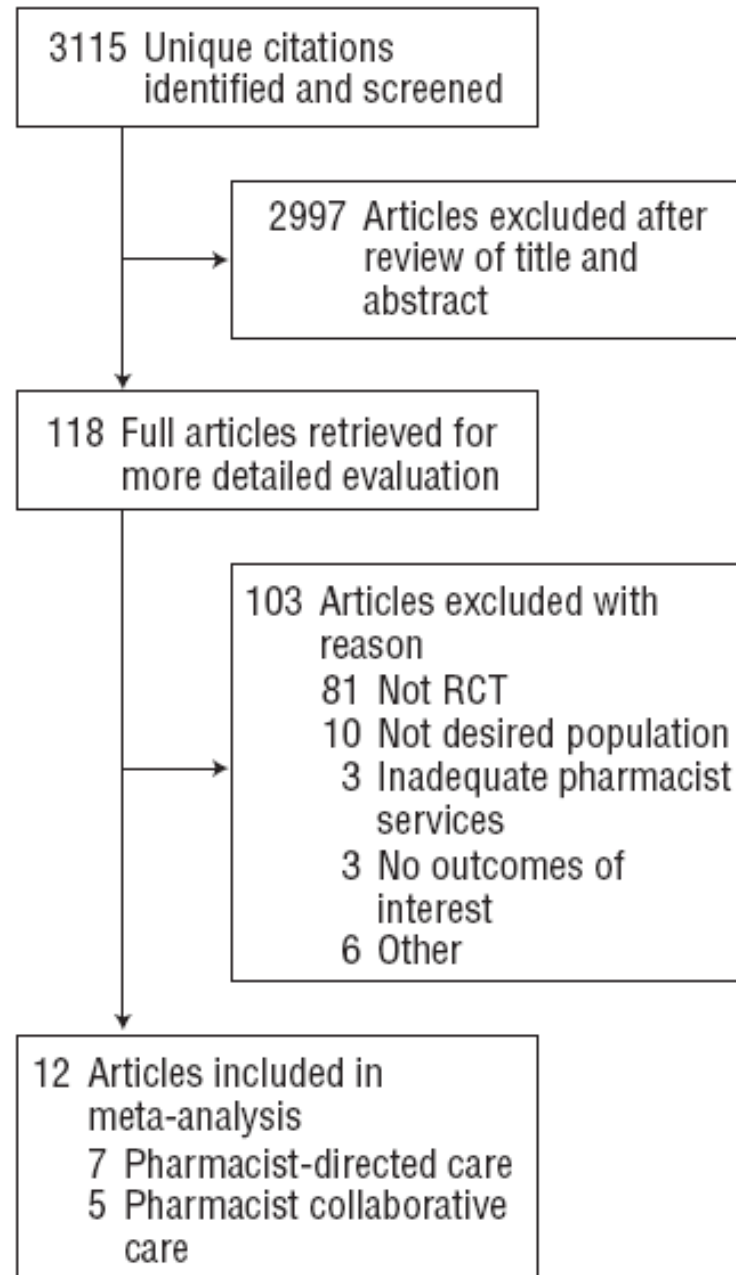 3115 Unique citations
identified and screened
2997 Articles excluded after
review of title and
abstract
118 Full articles retrieved for
more detailed evaluation
103 Articles excluded with
reason
81 Not RCT
10 Not desired population
3 Inadequate pharmacist
services
3 No outcomes of
interest
6 Other
12 Articles included in
meta-analysis
7 Pharmacist-directed care
5 Pharmacist collaborative
care